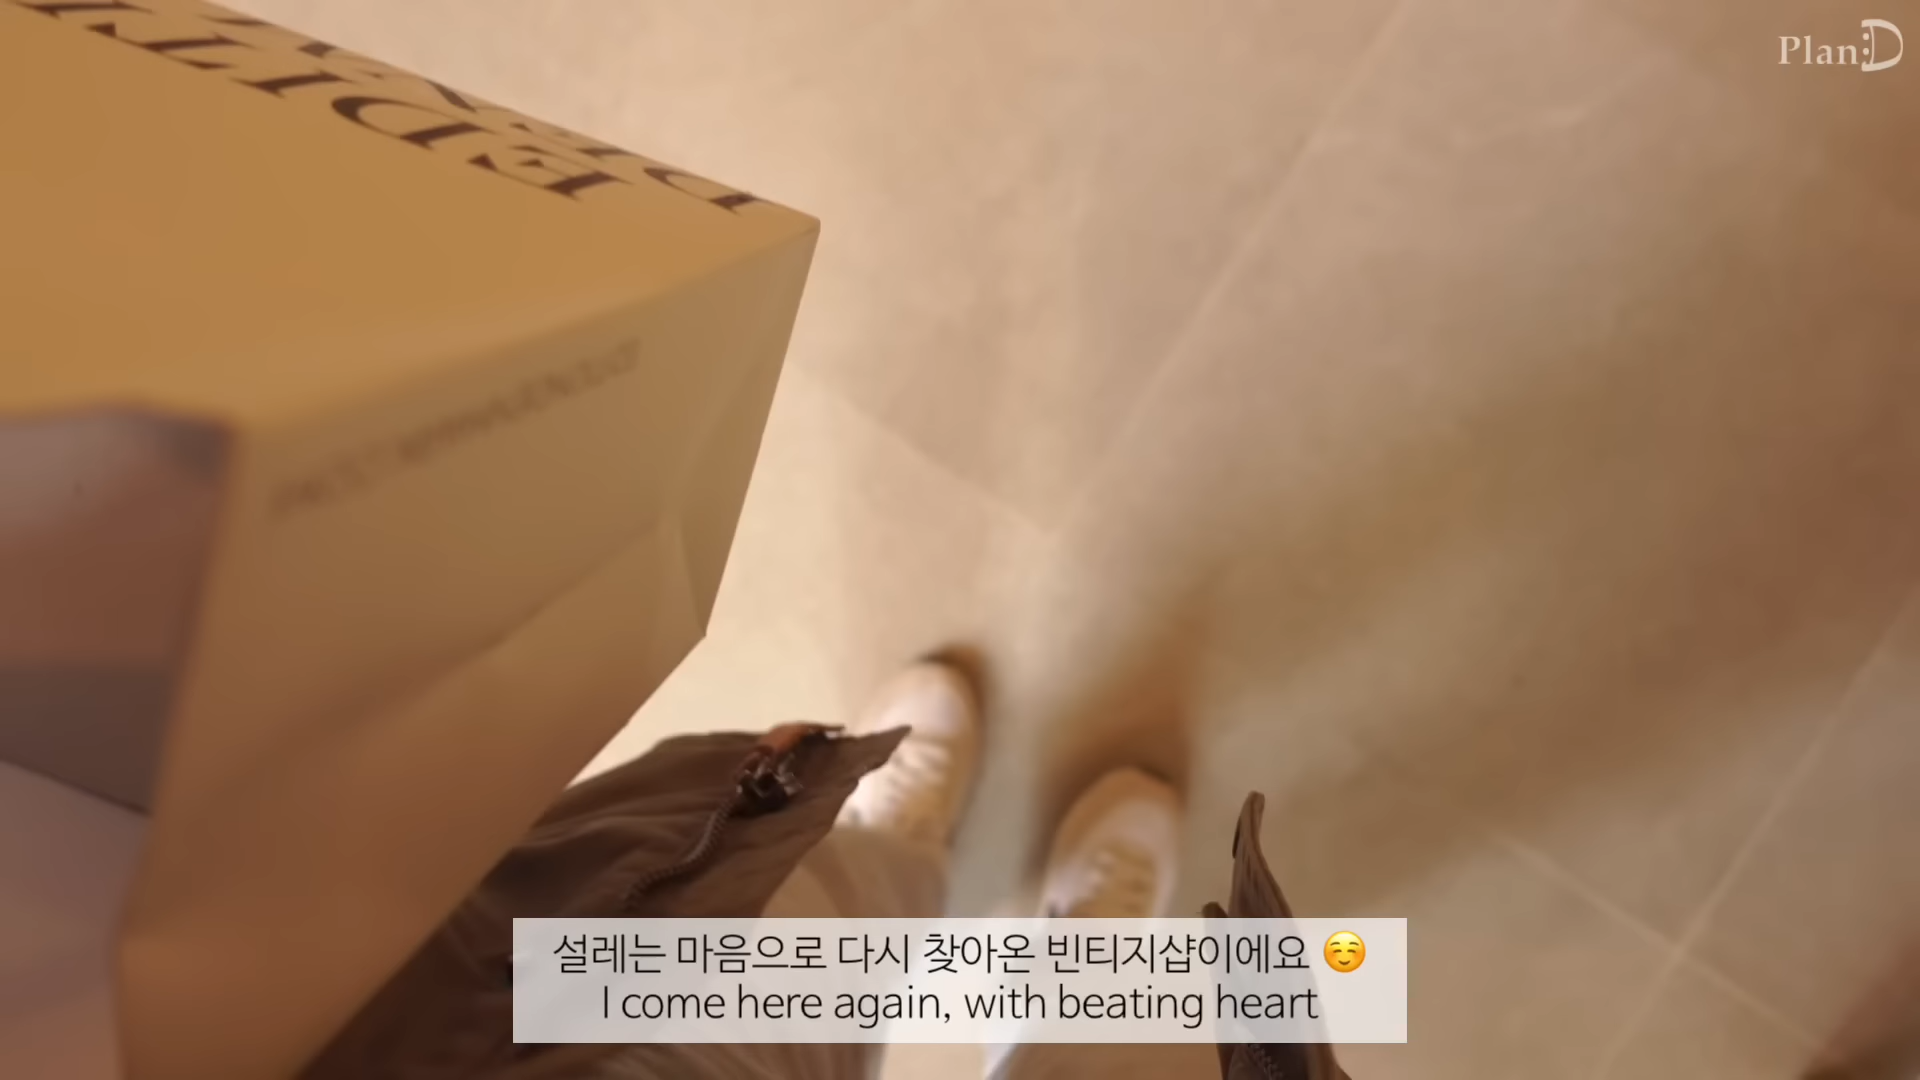 Plan:D
EDITI
설레는 마음으로 다시 찾아온 빈티지샵이에요 ☺️
I come here again, with beating heart